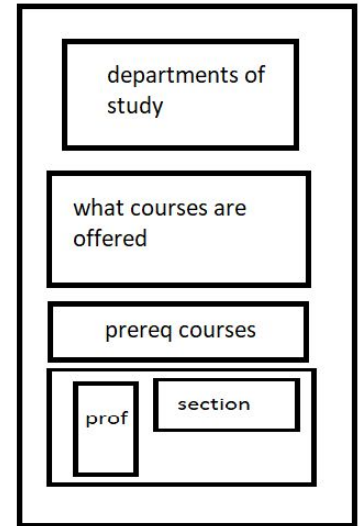 departments of
study
what courses are
offered
prereq courses
prof
section